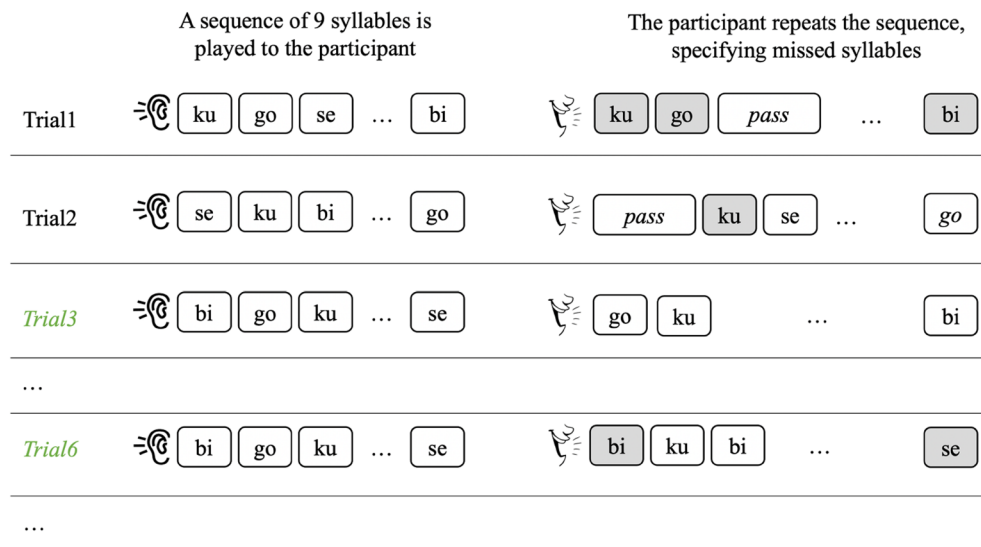 A sequence of 9 syllables is
played to the participant
The participant repeats the sequence,
specifying missed syllables
Trial1 ku go se … bi ku go pass … bi
Trial2 se ku bi … go pass ku se … go
Trial3 bi go ku … se go ku … bi
…
Trial6 bi go ku … se bi ku bi … se
…